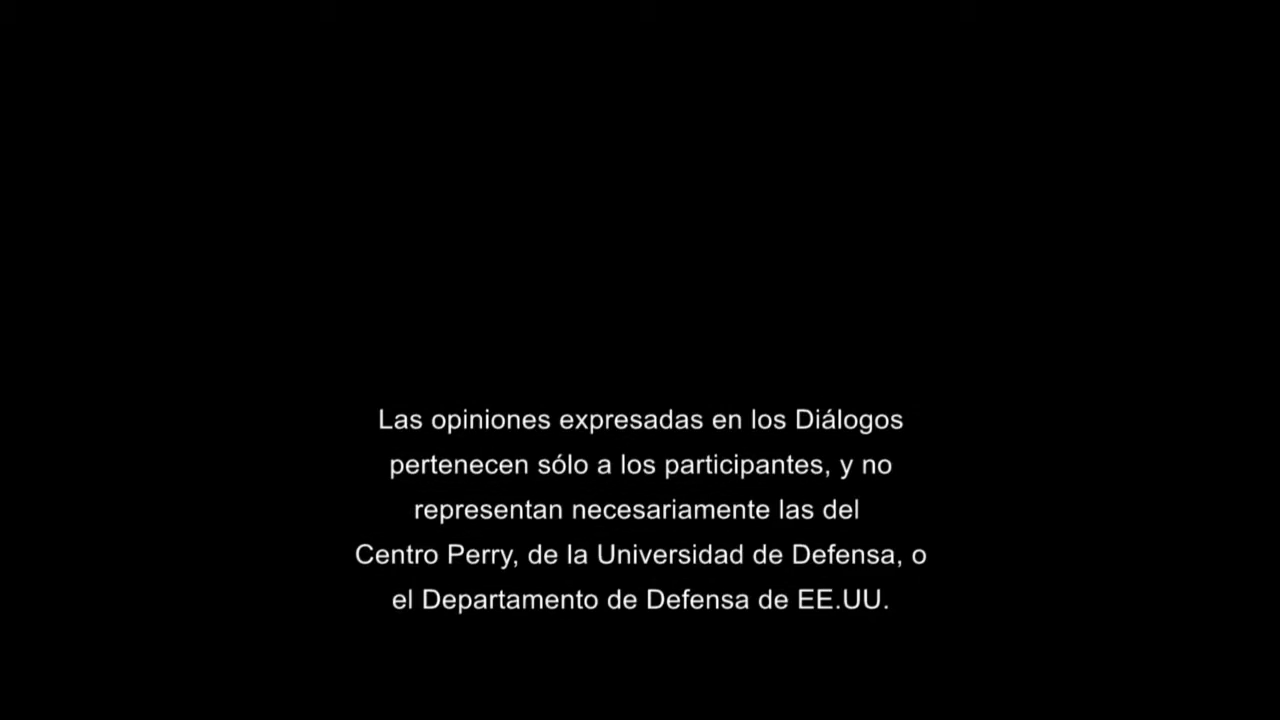 Las opiniones expresadas en los Diálogos
pertenecen sólo a los participantes, y no
representan necesariamente las del
Centro Perry, de la Universidad de Defensa, o
el Departamento de Defensa de EE.UU.